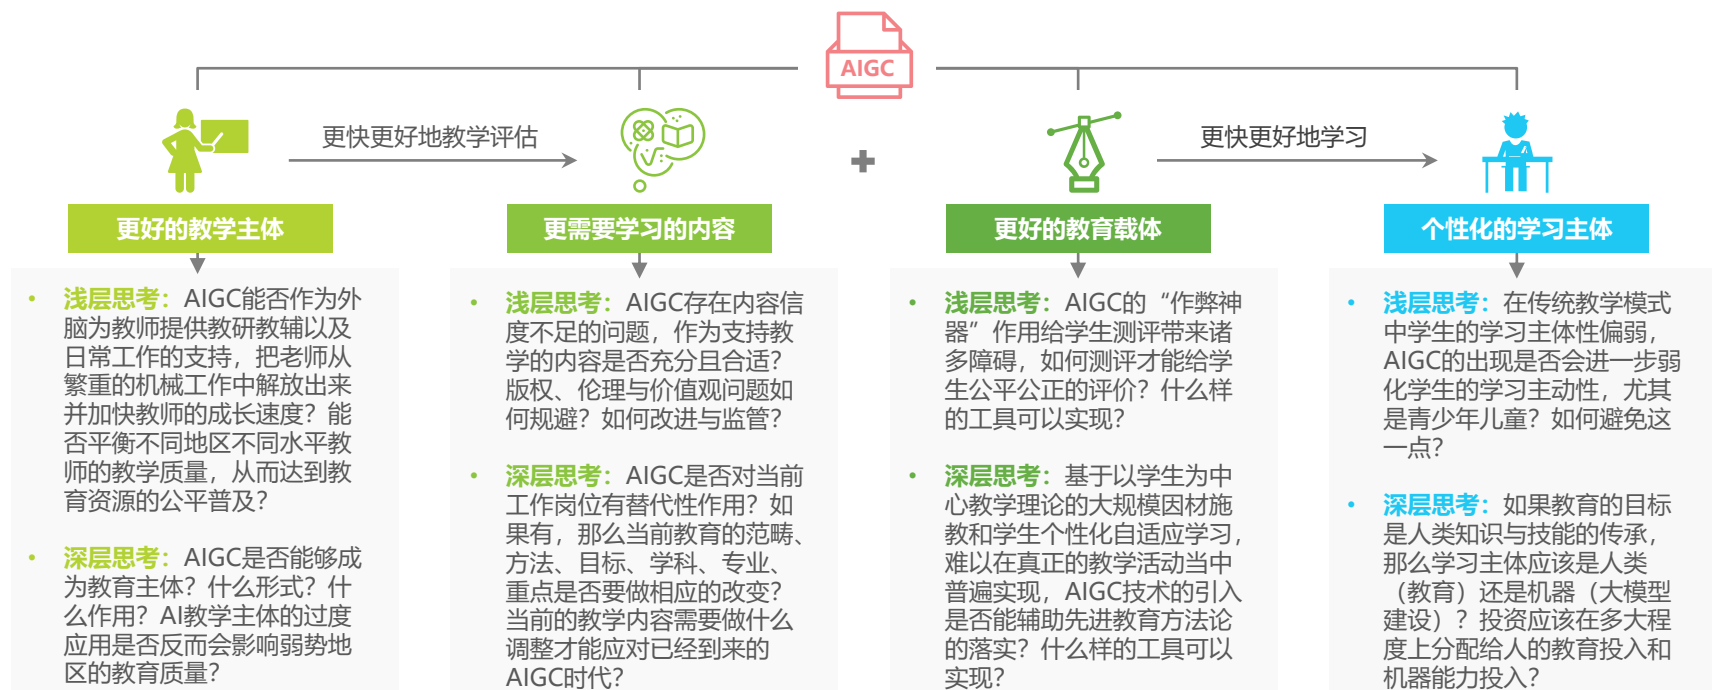 AIGC
更快更好地教学评估
更快更好地学习
更好的教学主体
更需要学习的内容
更好的教育载体
个性化的学习主体
• 浅层思考：AIGC能否作为外
脑为教师提供教研教辅以及
日常工作的支持，把老师从
繁重的机械工作中解放出来
并加快教师的成长速度？能
否平衡不同地区不同水平教
师的教学质量，从而达到教
育资源的公平普及？
• 深层思考：AIGC是否能够成
为教育主体？什么形式？什
么作用？AI教学主体的过度
应用是否反而会影响弱势地
区的教育质量？
• 浅层思考：AIGC存在内容信
度不足的问题，作为支持教
学的内容是否充分且合适？
版权、伦理与价值观问题如
何规避？如何改进与监管？
• 深层思考：AIGC是否对当前
工作岗位有替代性作用？如
果有，那么当前教育的范畴、
方法、目标、学科、专业、
重点是否要做相应的改变？
当前的教学内容需要做什么
调整才能应对已经到来的
AIGC时代？
• 浅层思考：AIGC的“作弊神
器”作用给学生测评带来诸
多障碍，如何测评才能给学
生公平公正的评价？什么样
的工具可以实现？
• 深层思考：基于以学生为中
心教学理论的大规模因材施
教和学生个性化自适应学习，
难以在真正的教学活动当中
普遍实现，AIGC技术的引入
是否能辅助先进教育方法论
的落实？什么样的工具可以
实现？
• 浅层思考：在传统教学模式
中学生的学习主体性偏弱，
AIGC的出现是否会进一步弱
化学生的学习主动性，尤其
是青少年儿童？如何避免这
一点？
• 深层思考：如果教育的目标
是人类知识与技能的传承，
那么学习主体应该是人类
（教育）还是机器（大模型
建设）？投资应该在多大程
度上分配给人的教育投入和
机器能力投入？